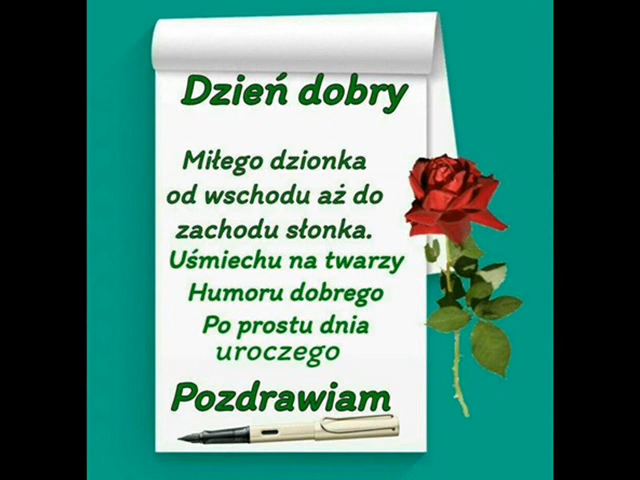 Dzień dobry
Miłego dzionka
od wschodu aż do
zachodu słonka.
Uśmiechu na twarzy
Humoru dobrego
Po prostu dnia
uroczego
Pozdrawiam